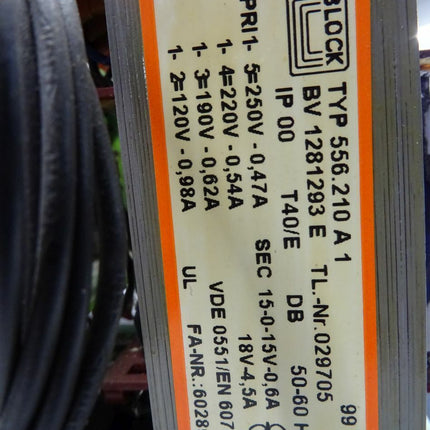 BLOCK
TYP 556.210 A 1 99
BV 1281293 E TL.-Nr.029705
IP 00 T40/E DB 50-60 H
PRI 1- 5=250V - 0,47A SEC 15-0-15V-0,6A
1- 4=220V - 0,54A 18V-4,5A
1- 3=190V - 0,62A VDE 0551/EN 607
1- 2=120V - 0,98A UL FA-NR.:6028